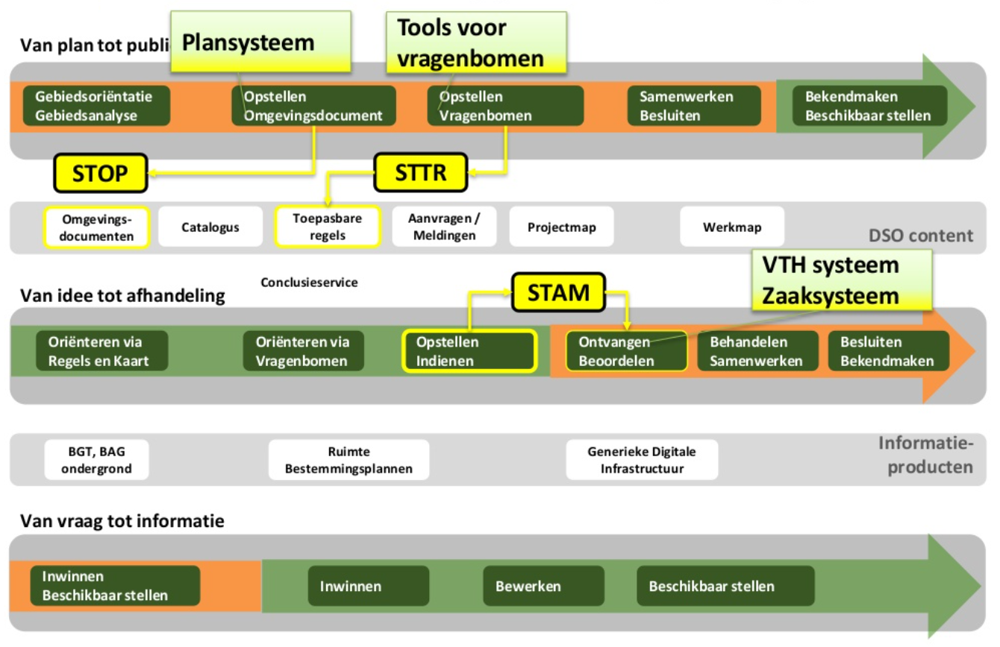 Van plan tot publi
Plansysteem
Tools voor
vragenbomen
Gebiedsoriëntatie
Gebiedsanalyse
Opstellen
Omgevingsdocument
Opstellen
Vragenbomen
Samenwerken
Besluiten
Bekendmaken
Beschikbaar stellen
STOP
STTR
Omgevings-
documenten
Catalogus
Toepasbare
regels
Aanvragen /
Meldingen
Projectmap
Werkmap
DSO content
Van idee tot afhandeling
Conclusieservice
STAM
VTH systeem
Zaaksysteem
Oriënteren via
Regels en Kaart
Oriënteren via
Vragenbomen
Opstellen
Indienen
Ontvangen
Beoordelen
Behandelen
Samenwerken
Besluiten
Bekendmaken
BGT, BAG
ondergrond
Ruimte
Bestemmingsplannen
Generieke Digitale
Infrastructuur
Informatie-
producten
Van vraag tot informatie
Inwinnen
Beschikbaar stellen
Inwinnen
Bewerken
Beschikbaar stellen